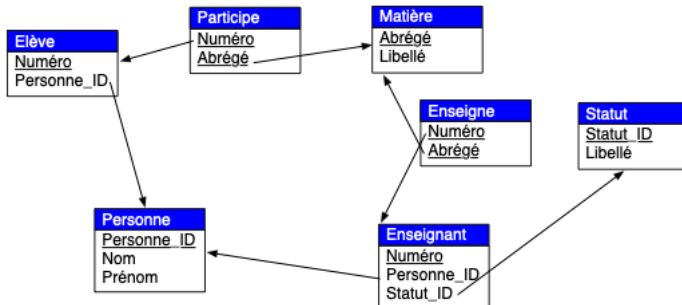 Participe
Numéro
Abrégé
Matière
Abrégé
Libellé
Elève
Numéro
Personne_ID
Enseigne
Numéro
Abrégé
Statut
Statut_ID
Libellé
Personne
Personne_ID
Nom
Prénom
Enseignant
Numéro
Personne_ID
Statut_ID